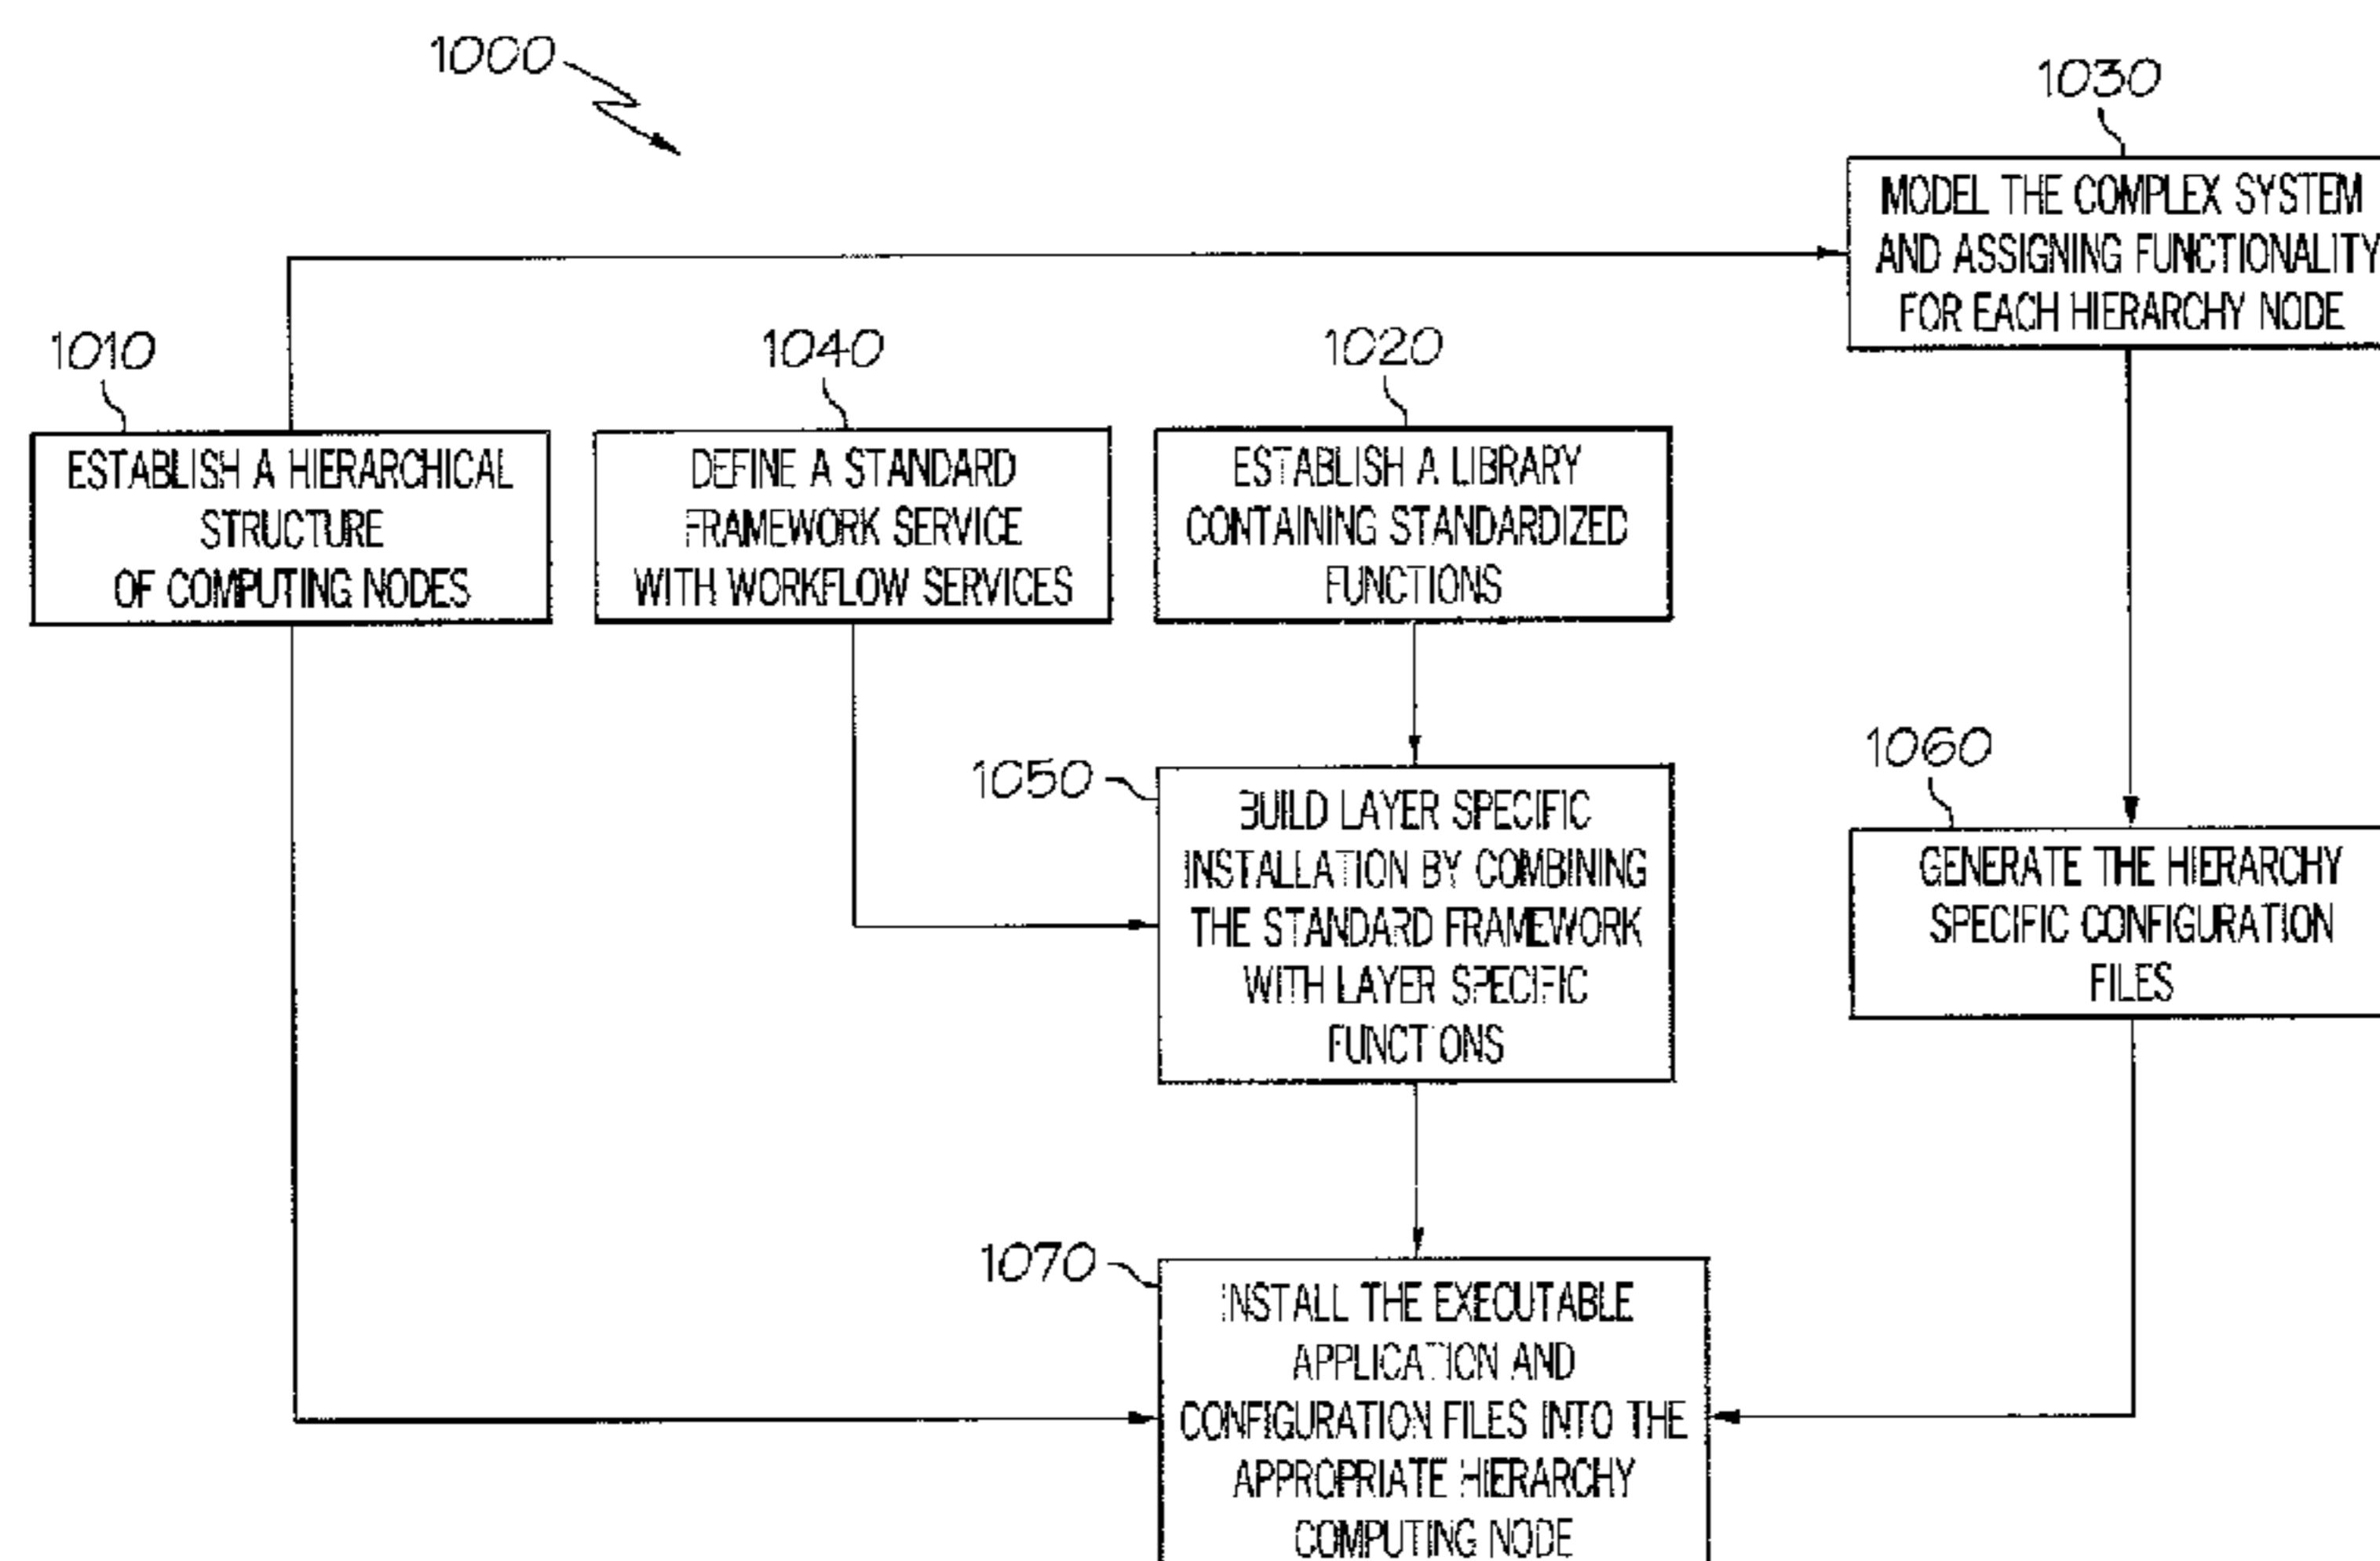 1000
1030
MODEL THE COMPLEX SYSTEM
AND ASSIGNING FUNCTIONALITY
FOR EACH HIERARCHY NODE
1010
ESTABLISH A HIERARCHICAL
STRUCTURE
OF COMPUTING NODES
1040
DEFINE A STANDARD
FRAMEWORK SERVICE
WITH WORKFLOW SERVICES
1020
ESTABLISH A LIBRARY
CONTAINING STANDARDIZED
FUNCTIONS
1050
BUILD LAYER SPECIFIC
INSTALLATION BY COMBINING
THE STANDARD FRAMEWORK
WITH LAYER SPECIFIC
FUNCTIONS
1060
GENERATE THE HIERARCHY
SPECIFIC CONFIGURATION
FILES
1070
INSTALL THE EXECUTABLE
APPLICATION AND
CONFIGURATION FILES INTO THE
APPROPRIATE HIERARCHY
COMPUTING NODE